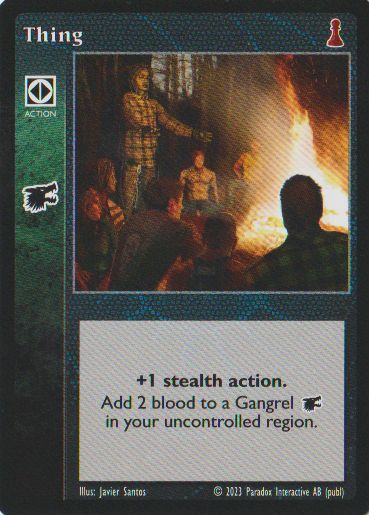 Thing
ACTION
+1 stealth action.
Add 2 blood to a Gangrel
in your uncontrolled region.
Illus: Javier Santos © 2023 Paradox Interactive AB (publ)